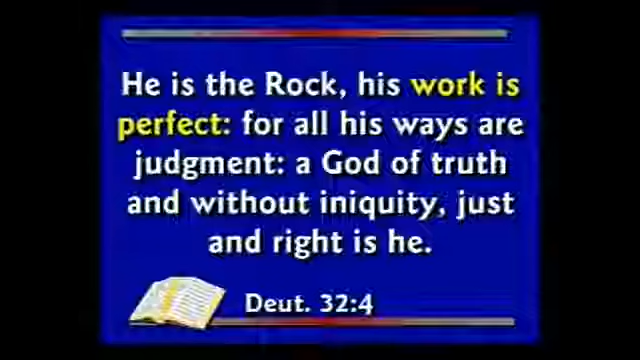 He is the Rock, his work is
perfect: for all his ways are
judgment: a God of truth
and without iniquity, just
and right is he.
Deut. 32:4